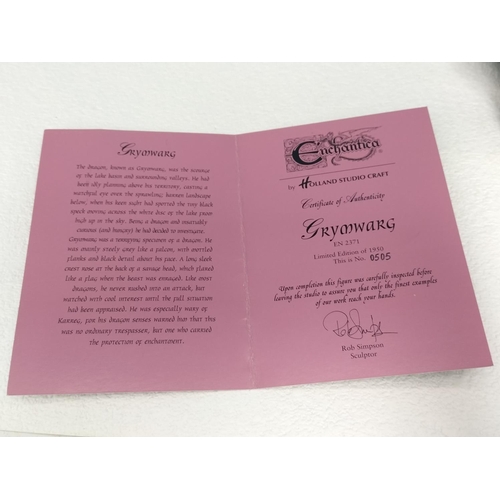 Grymwarg
The dragon, known as Grymwarg, was the scourge
of the lake haven and surrounding valleys. He had
been idly planing above his territory, casting a
watchful eye over the sprawling, barren landscape
below, when his keen sight had spotted the tiny black
speck moving across the white disc of the lake from
high up in the sky. Being a dragon and insatiably
curious (and hungry) he had decided to investigate.
Grymwarg was a terrifying specimen of a dragon. He
was mainly steely grey like a falcon, with mottled
flanks and black detail about his face. A long sleek
crest rose at the back of a savage head, which flared
like a flag when the beast was enraged. Like most
dragons, he never rushed into an attack, but
watched with cool interest until the full situation
had been appraised. He was especially wary of
Rannec, for his dragon senses warned him that this
was no ordinary trespasser, but one who carried
the protection of enchantment.
Enchantica
by HOLLAND STUDIO CRAFT
Certificate of Authenticity
Grymwarg
EN 2371
Limited Edition of 1950
This is No. 0505
Upon completion this figure was carefully inspected before
leaving the studio to assure you that only the finest examples
of our work reach your hands.
Rob Simpson
Sculptor